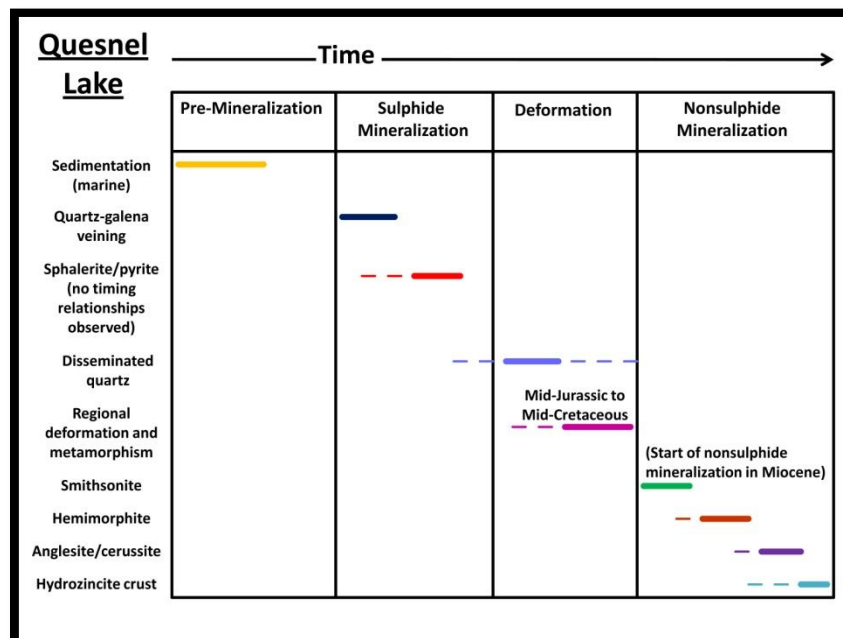 Quesnel
Lake
Time
Pre-Mineralization
Sulphide
Mineralization
Deformation
Nonsulphide
Mineralization
Sedimentation
(marine)
Quartz-galena
veining
Sphalerite/pyrite
(no timing
relationships
observed)
Disseminated
quartz
Mid-Jurassic to
Mid-Cretaceous
Regional
deformation and
metamorphism
(Start of nonsulphide
mineralization in Miocene)
Smithsonite
Hemimorphite
Anglesite/cerussite
Hydrozincite crust